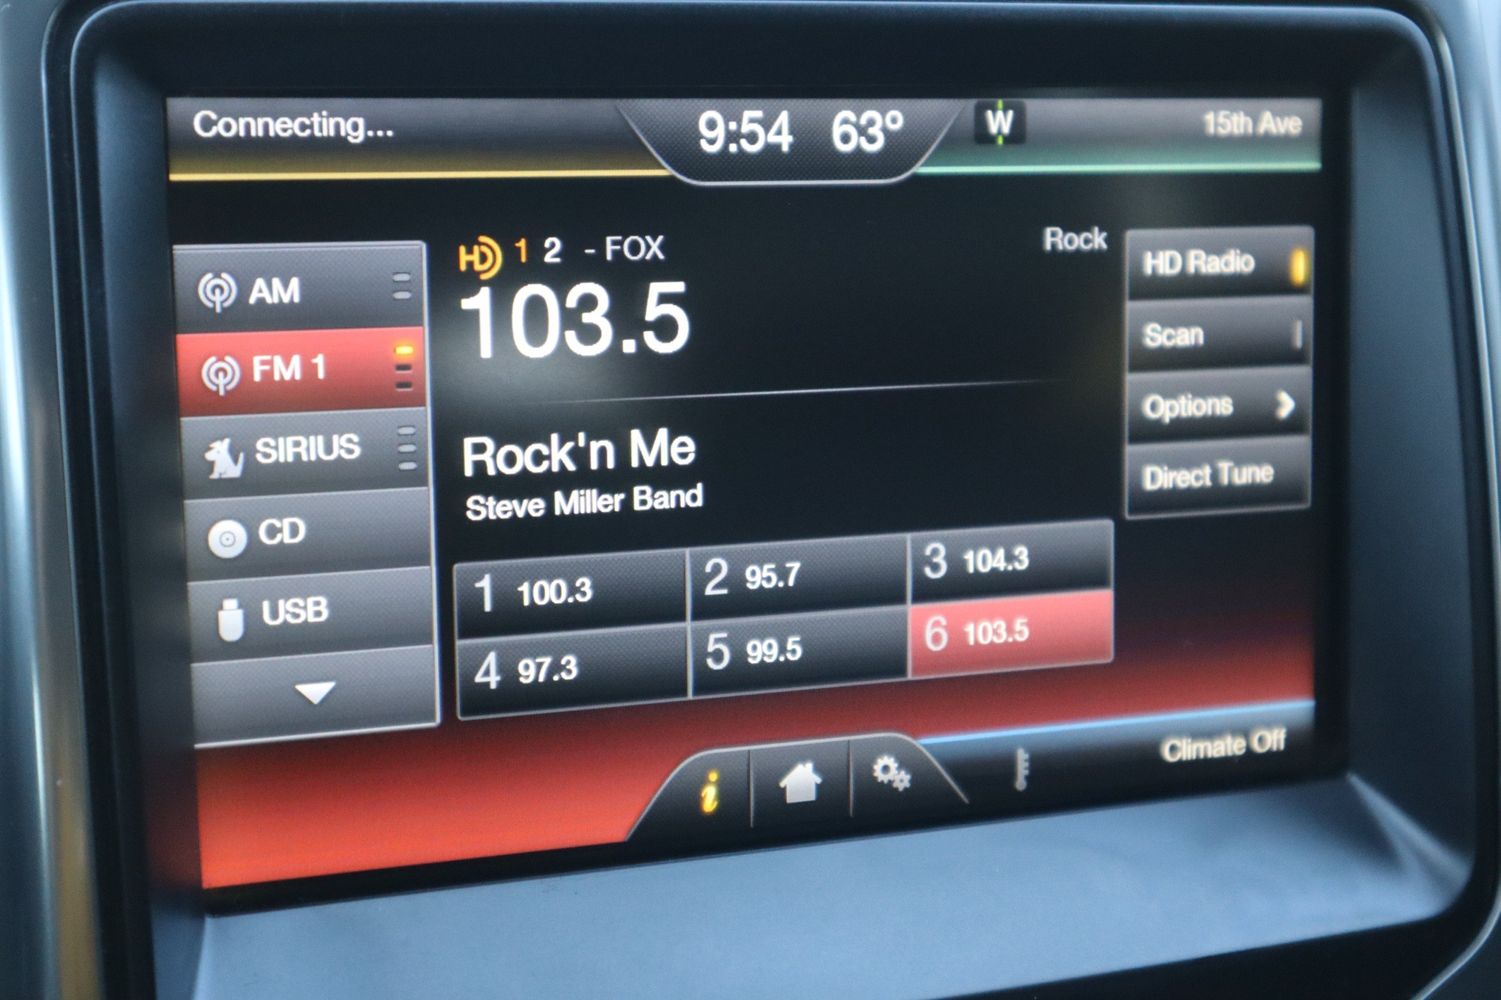 Connecting...
9:54 63º
W
15th Ave
AM
FM 1
SIRIUS
CD
USB
HD 1 2 - FOX
103.5
Rock
Rock'n Me
Steve Miller Band
1 100.3
2 95.7
3 104.3
4 97.3
5 99.5
6 103.5
HD Radio
Scan
Options
Direct Tune
i
Climate Off